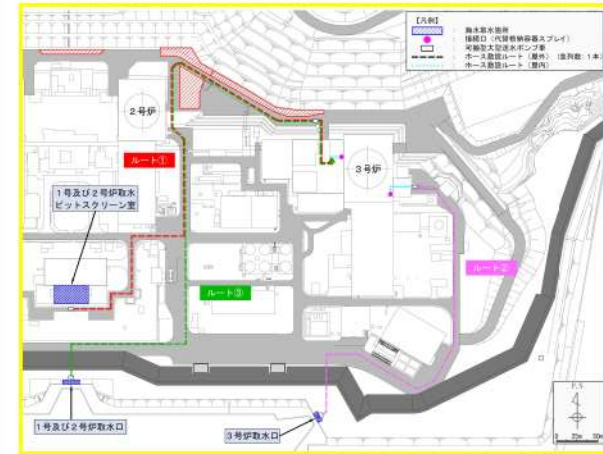 【凡例】
海水取水箇所
接続口（代替格納容器スプレイ）
可搬型大型送水ポンプ車
ホース敷設ルート（屋外）（並列数：1本）
ホース敷設ルート（屋内）
2号炉
ルート①
3号炉
1号及び2号炉取水
ピットスクリーン室
ルート②
ルート③
1号及び2号炉取水口
3号炉取水口
P.N
0 25m 50m